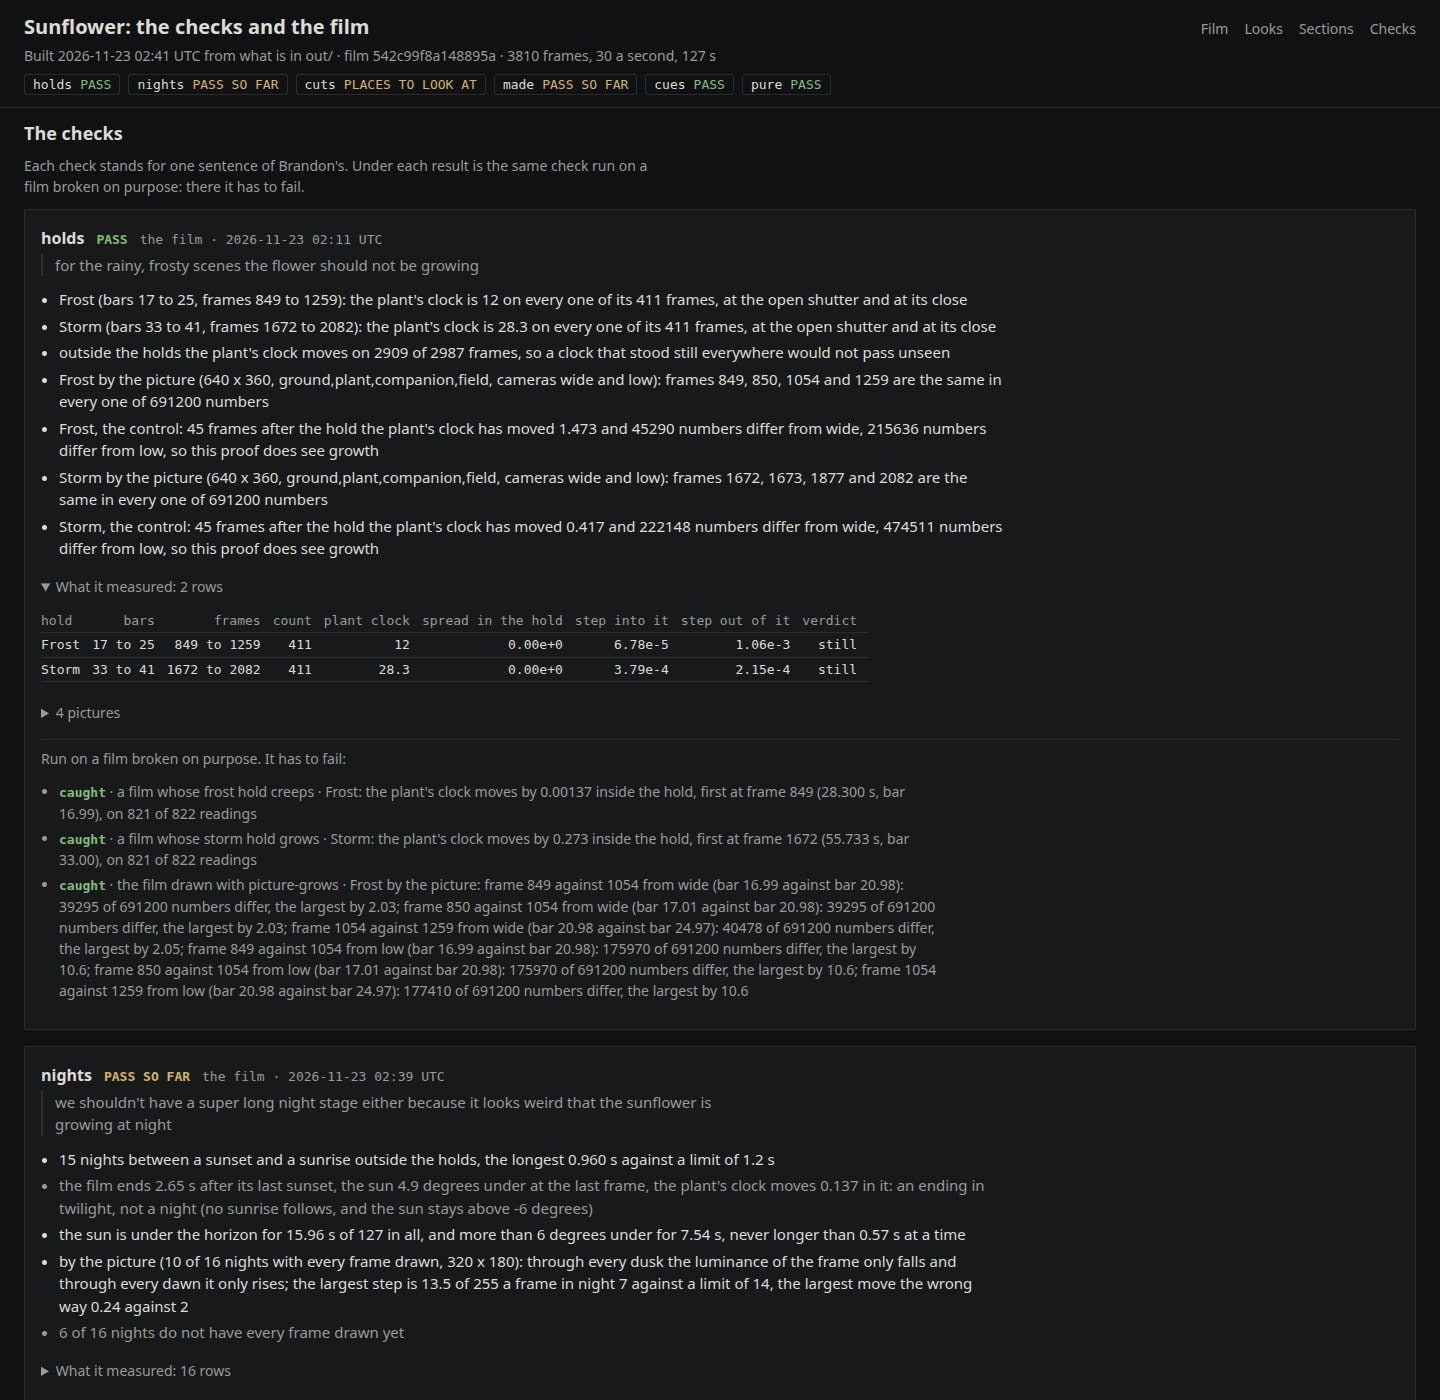 Sunflower: the checks and the film
Film Looks Sections Checks
Built 2026-11-23 02:41 UTC from what is in out/ · film 542c99f8a148895a · 3810 frames, 30 a second, 127 s
holds PASS nights PASS SO FAR cuts PLACES TO LOOK AT made PASS SO FAR cues PASS pure PASS
The checks
Each check stands for one sentence of Brandon's. Under each result is the same check run on a
film broken on purpose: there it has to fail.
holds PASS the film · 2026-11-23 02:11 UTC
for the rainy, frosty scenes the flower should not be growing
• Frost (bars 17 to 25, frames 849 to 1259): the plant's clock is 12 on every one of its 411 frames, at the open shutter and at its close
• Storm (bars 33 to 41, frames 1672 to 2082): the plant's clock is 28.3 on every one of its 411 frames, at the open shutter and at its close
• outside the holds the plant's clock moves on 2909 of 2987 frames, so a clock that stood still everywhere would not pass unseen
• Frost by the picture (640 x 360, ground,plant,companion,field, cameras wide and low): frames 849, 850, 1054 and 1259 are the same in
every one of 691200 numbers
• Frost, the control: 45 frames after the hold the plant's clock has moved 1.473 and 45290 numbers differ from wide, 215636 numbers
differ from low, so this proof does see growth
• Storm by the picture (640 x 360, ground,plant,companion,field, cameras wide and low): frames 1672, 1673, 1877 and 2082 are the
same in every one of 691200 numbers
• Storm, the control: 45 frames after the hold the plant's clock has moved 0.417 and 222148 numbers differ from wide, 474511 numbers
differ from low, so this proof does see growth
▼ What it measured: 2 rows
hold bars frames count plant clock spread in the hold step into it step out of it verdict
Frost 17 to 25 849 to 1259 411 12 0.00e+0 6.78e-5 1.06e-3 still
Storm 33 to 41 1672 to 2082 411 28.3 0.00e+0 3.79e-4 2.15e-4 still
▶ 4 pictures
Run on a film broken on purpose. It has to fail:
• caught · a film whose frost hold creeps · Frost: the plant's clock moves by 0.00137 inside the hold, first at frame 849 (28.300 s, bar
16.99), on 821 of 822 readings
• caught · a film whose storm hold grows · Storm: the plant's clock moves by 0.273 inside the hold, first at frame 1672 (55.733 s, bar
33.00), on 821 of 822 readings
• caught · the film drawn with picture-grows · Frost by the picture: frame 849 against 1054 from wide (bar 16.99 against bar 20.98):
39295 of 691200 numbers differ, the largest by 2.03; frame 850 against 1054 from wide (bar 17.01 against bar 20.98): 39295 of 691200
numbers differ, the largest by 2.03; frame 1054 against 1259 from wide (bar 20.98 against bar 24.97): 40478 of 691200 numbers differ,
the largest by 2.05; frame 849 against 1054 from low (bar 16.99 against bar 20.98): 175970 of 691200 numbers differ, the largest by
10.6; frame 850 against 1054 from low (bar 17.01 against bar 20.98): 175970 of 691200 numbers differ, the largest by 10.6; frame 1054
against 1259 from low (bar 20.98 against bar 24.97): 177410 of 691200 numbers differ, the largest by 10.6
nights PASS SO FAR the film · 2026-11-23 02:39 UTC
we shouldn't have a super long night stage either because it looks weird that the sunflower is
growing at night
• 15 nights between a sunset and a sunrise outside the holds, the longest 0.960 s against a limit of 1.2 s
• the film ends 2.65 s after its last sunset, the sun 4.9 degrees under at the last frame, the plant's clock moves 0.137 in it: an ending in
twilight, not a night (no sunrise follows, and the sun stays above -6 degrees)
• the sun is under the horizon for 15.96 s of 127 in all, and more than 6 degrees under for 7.54 s, never longer than 0.57 s at a time
• by the picture (10 of 16 nights with every frame drawn, 320 x 180): through every dusk the luminance of the frame only falls and
through every dawn it only rises; the largest step is 13.5 of 255 a frame in night 7 against a limit of 14, the largest move the wrong
way 0.24 against 2
• 6 of 16 nights do not have every frame drawn yet
▶ What it measured: 16 rows